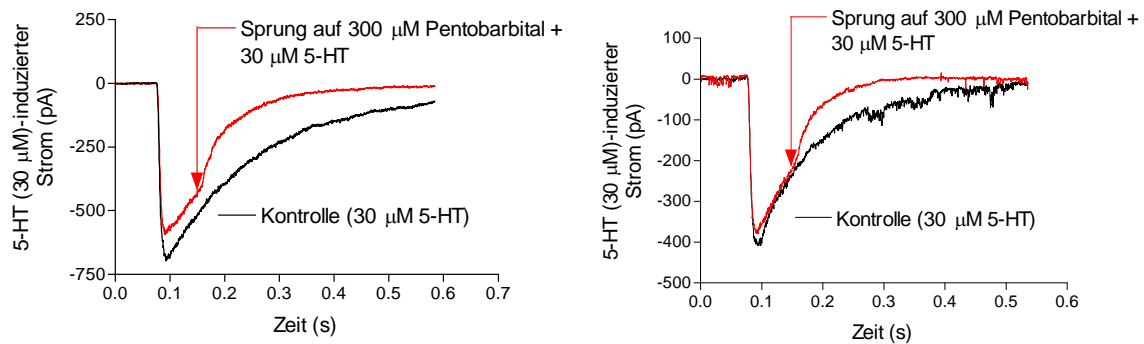 Sprung auf 300 μM Pentobarbital +
30 μM 5-HT
5-HT (30 μM)-induzierter
Strom (pA)
0
-250
-500
-750
Kontrolle (30 μM 5-HT)
0.0 0.1 0.2 0.3 0.4 0.5 0.6 0.7
Zeit (s)
Sprung auf 300 μM Pentobarbital +
30 μM 5-HT
5-HT (30 μM)-induzierter
Strom (pA)
100
0
-100
-200
-300
-400
-500
Kontrolle (30 μM 5-HT)
0.0 0.1 0.2 0.3 0.4 0.5 0.6
Zeit (s)